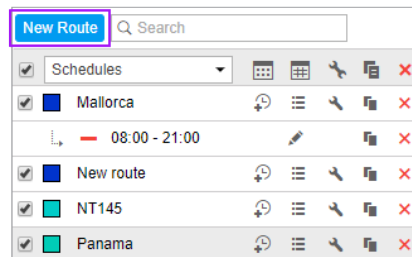 New Route Search
Schedules
Mallorca
08:00 - 21:00
New route
NT145
Panama